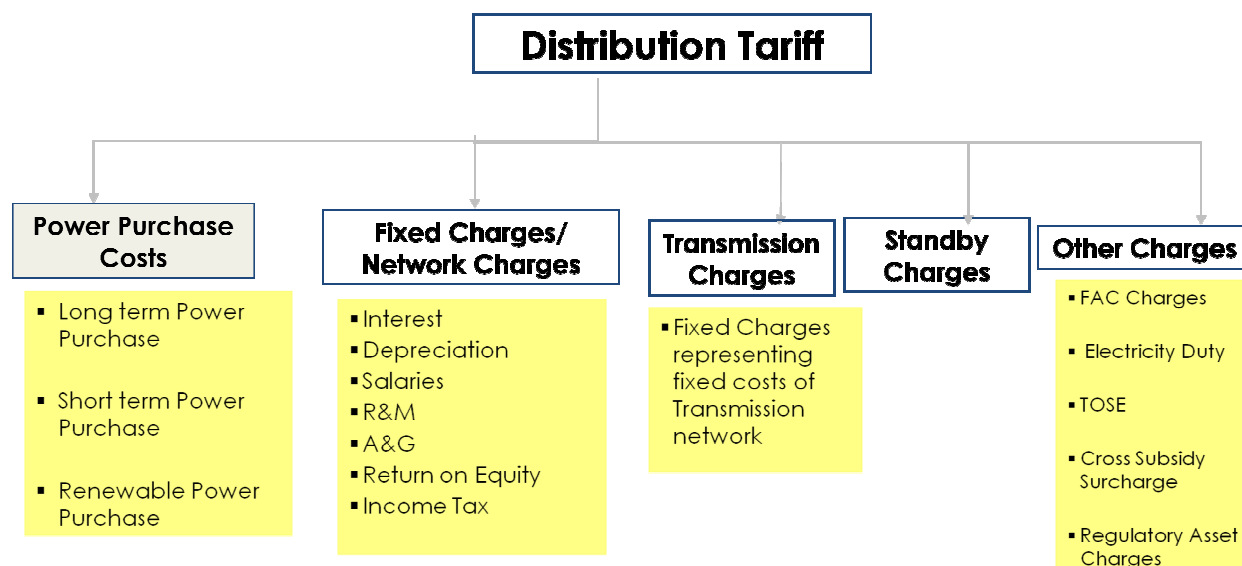 Distribution Tariff
Power Purchase
Costs
▪ Long term Power
Purchase
▪ Short term Power
Purchase
▪ Renewable Power
Purchase
Fixed Charges/
Network Charges
▪ Interest
▪ Depreciation
▪ Salaries
▪ R&M
▪ A&G
▪ Return on Equity
▪ Income Tax
Transmission
Charges
▪ Fixed Charges
representing
fixed costs of
Transmission
network
Standby
Charges
Other Charges
▪ FAC Charges
▪ Electricity Duty
▪ TOSE
▪ Cross Subsidy
Surcharge
▪ Regulatory Asset
Charges